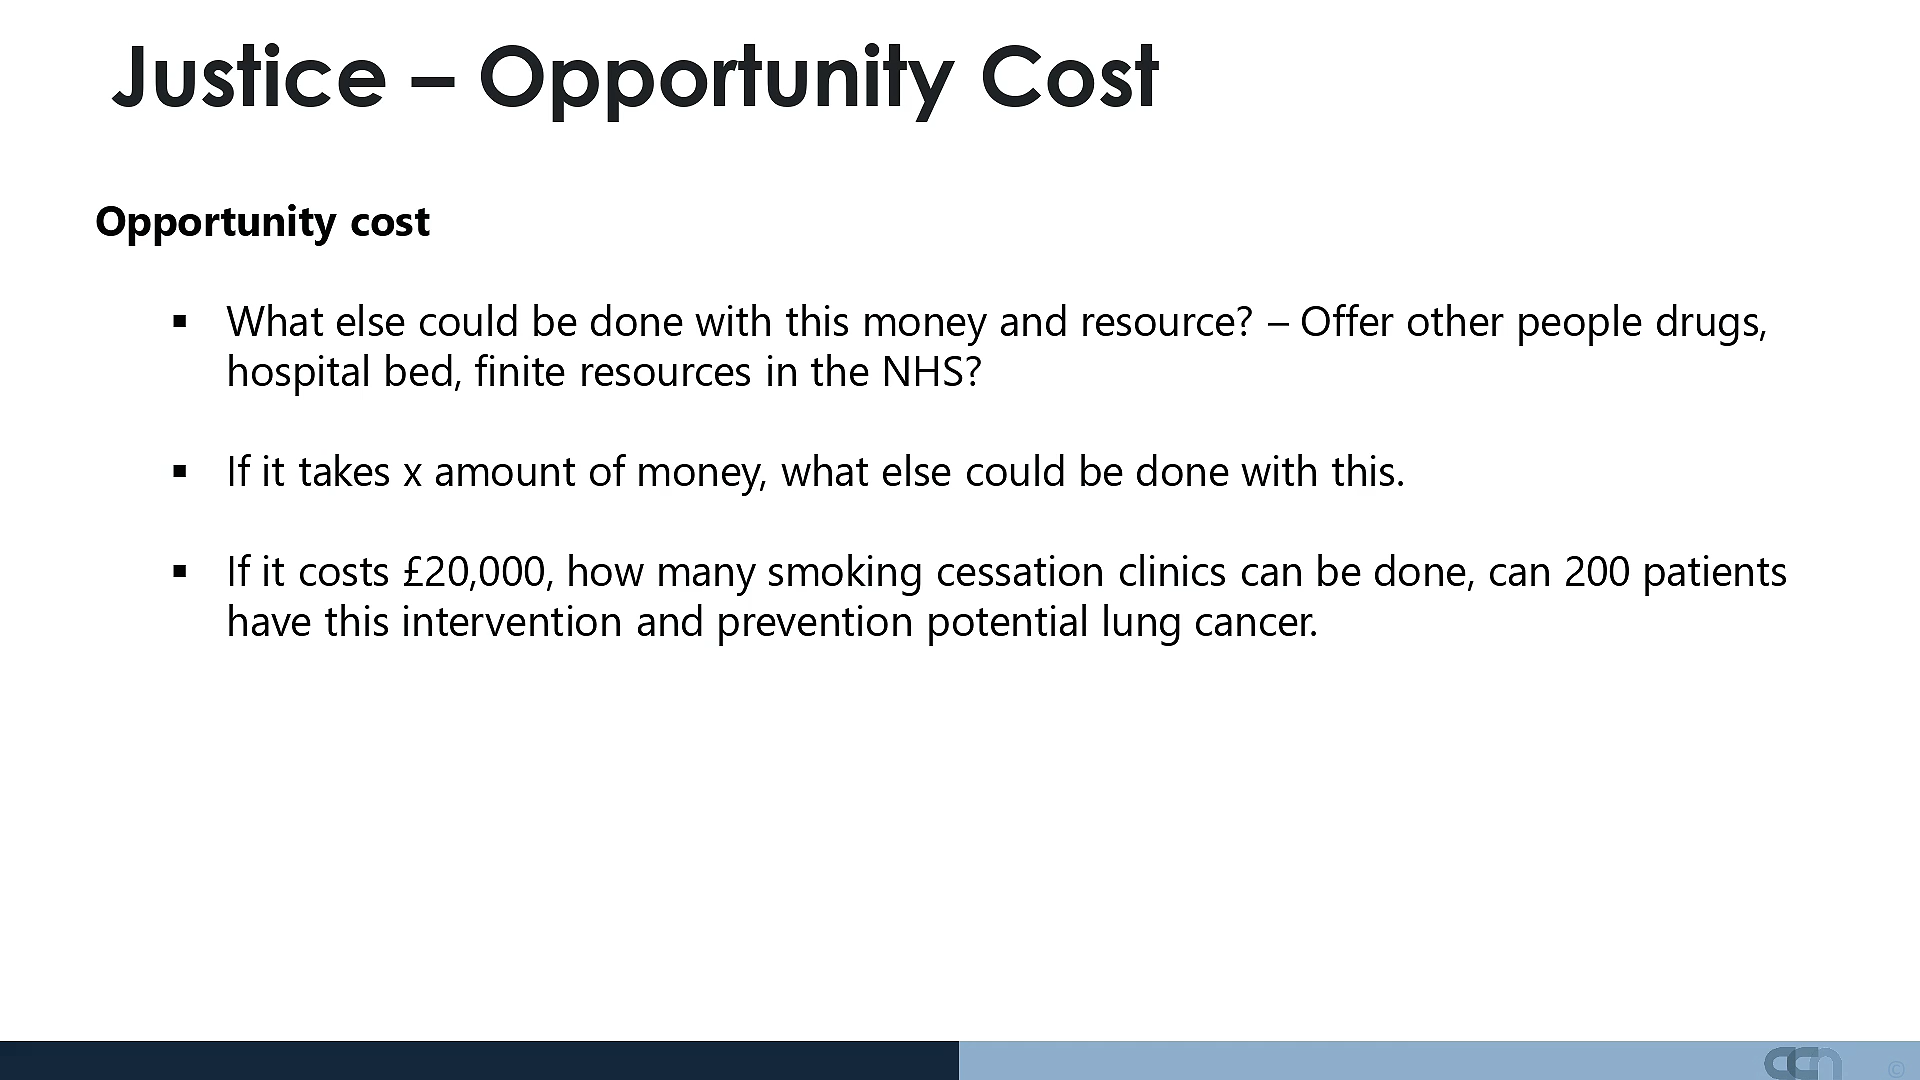 Justice – Opportunity Cost
Opportunity cost
▪ What else could be done with this money and resource? – Offer other people drugs,
hospital bed, finite resources in the NHS?
▪ If it takes x amount of money, what else could be done with this.
▪ If it costs £20,000, how many smoking cessation clinics can be done, can 200 patients
have this intervention and prevention potential lung cancer.
©